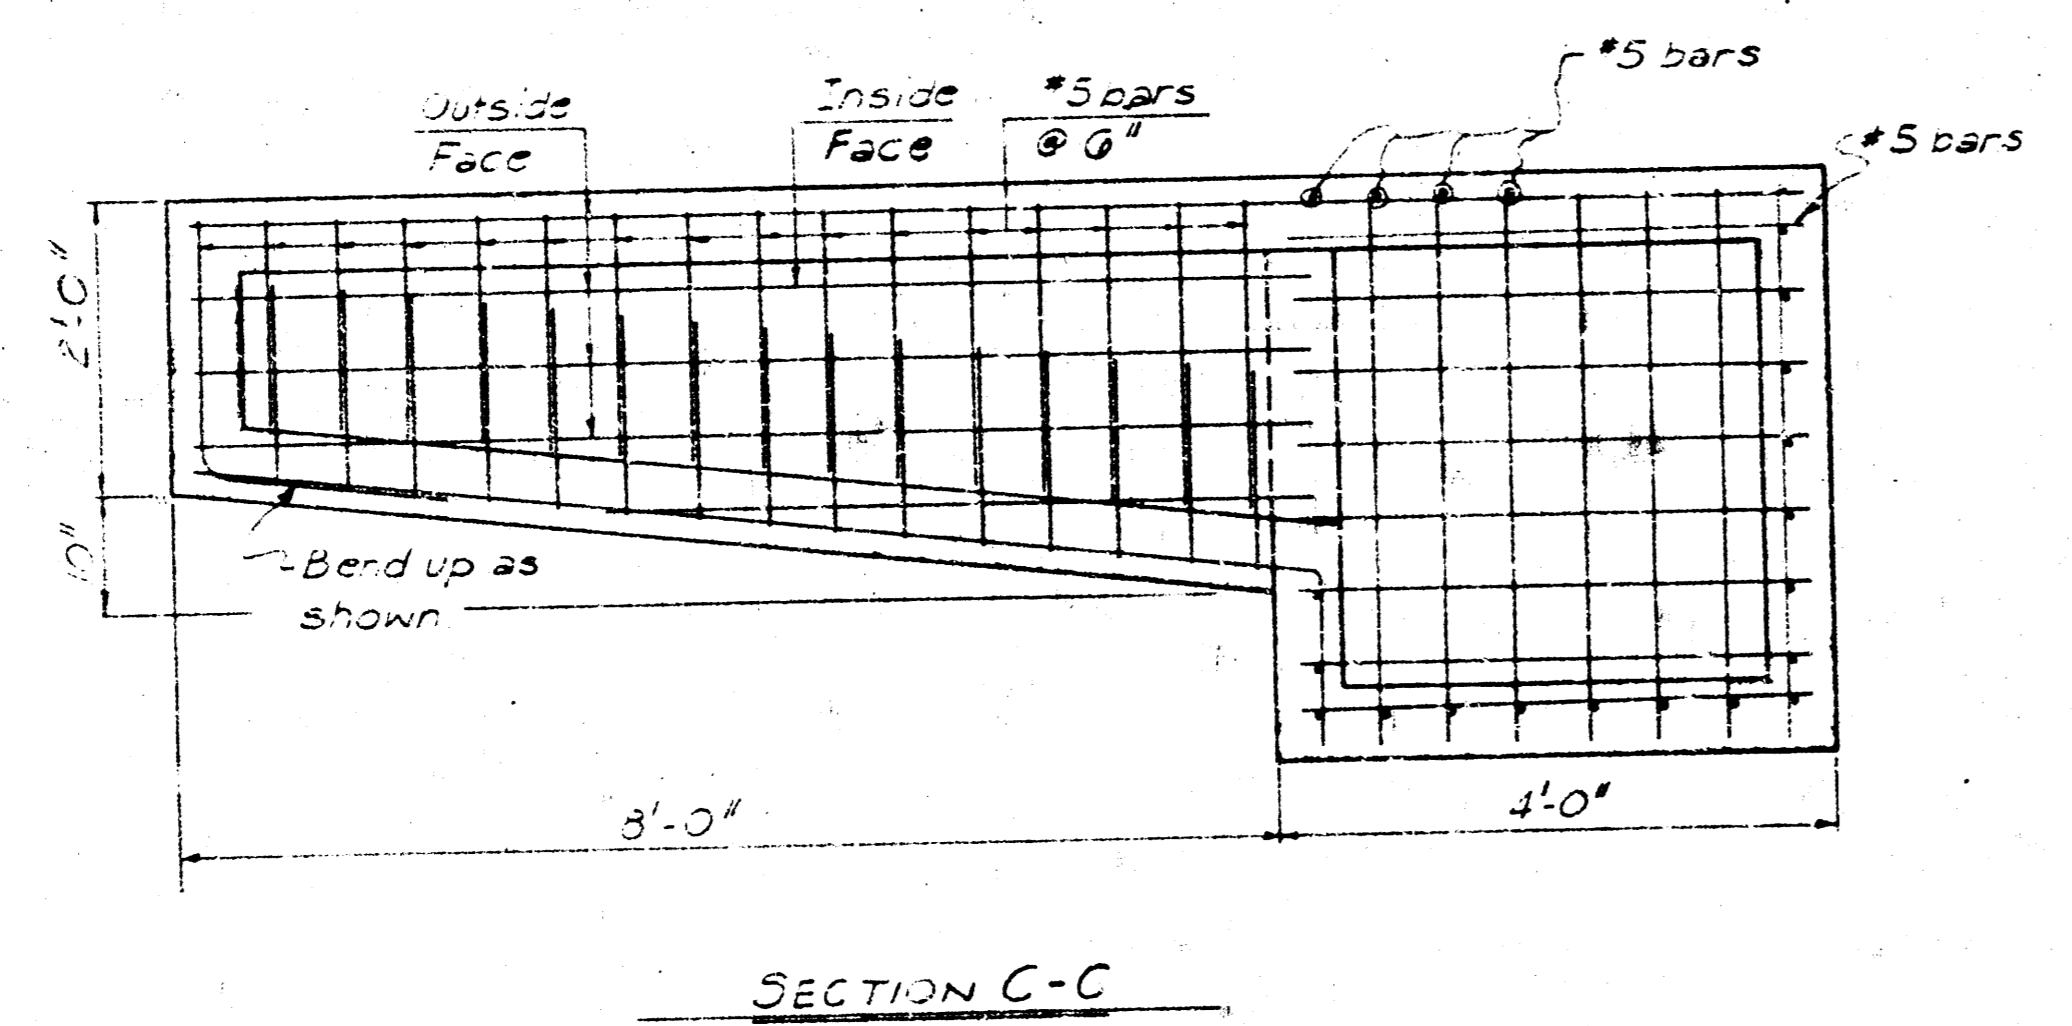 #5 bars
Outside
Face
Inside
Face
#5 bars
@ 6"
#5 bars
2'-0"
10"
Bend up as
shown
8'-0"
4'-0"
SECTION C-C